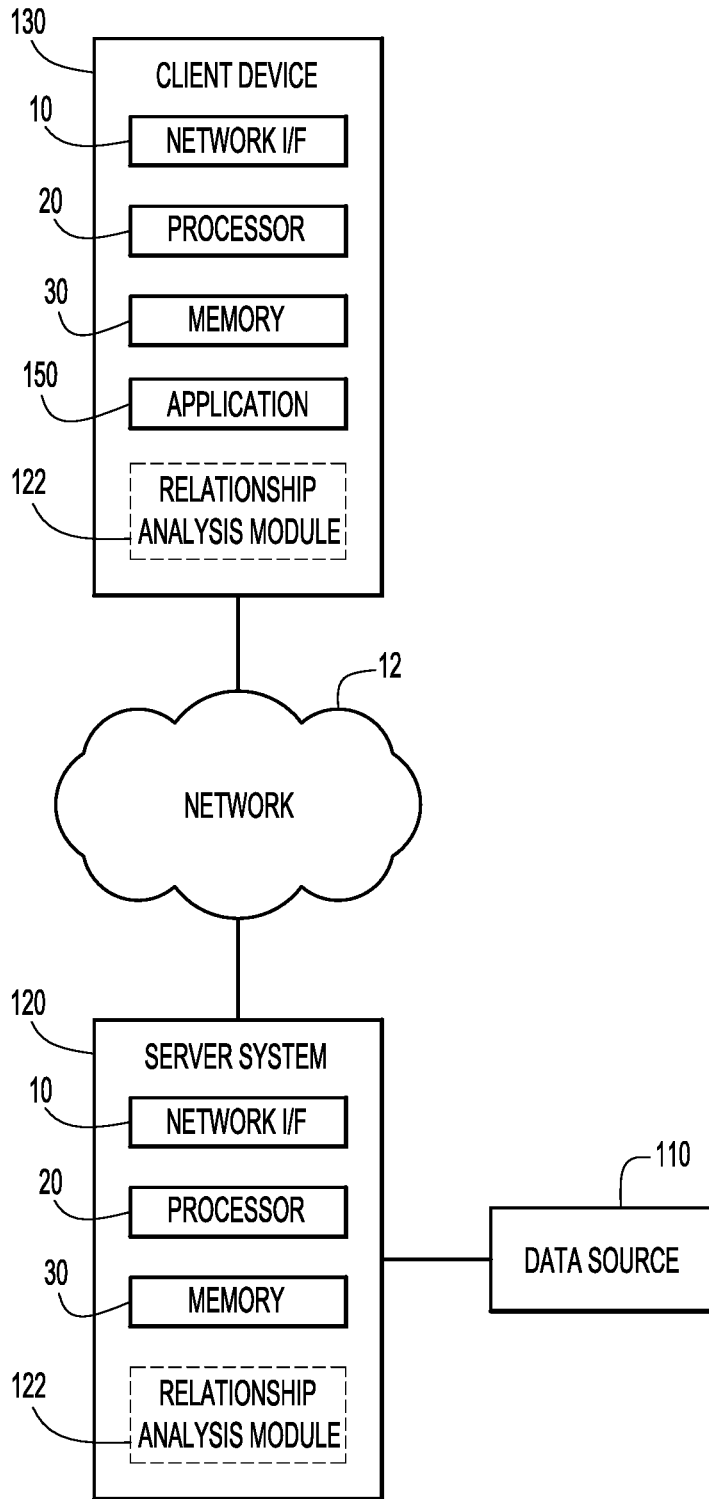 130
CLIENT DEVICE
10
NETWORK I/F
20
PROCESSOR
30
MEMORY
150
APPLICATION
122
RELATIONSHIP
ANALYSIS MODULE
12
NETWORK
120
SERVER SYSTEM
10
NETWORK I/F
20
PROCESSOR
110
DATA SOURCE
30
MEMORY
122
RELATIONSHIP
ANALYSIS MODULE